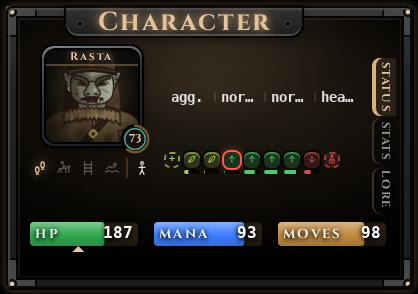 CHARACTER
RASTA
73
agg. nor… nor… hea…
STATUS
STATS
LORE
HP 187
MANA 93
MOVES 98